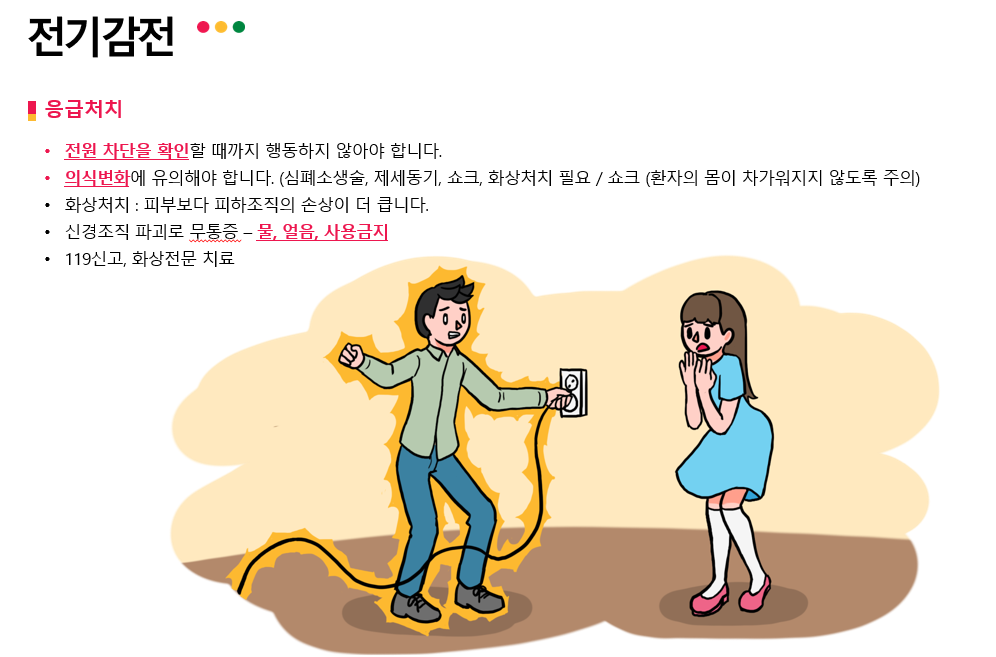 전기감전
응급처치
• 전원 차단을 확인할 때까지 행동하지 않아야 합니다.
• 의식변화에 유의해야 합니다. (심폐소생술, 제세동기, 쇼크, 화상처치 필요 / 쇼크 (환자의 몸이 차가워지지 않도록 주의)
• 화상처치 : 피부보다 피하조직의 손상이 더 큽니다.
• 신경조직 파괴로 무통증 – 물, 얼음, 사용금지
• 119신고, 화상전문 치료